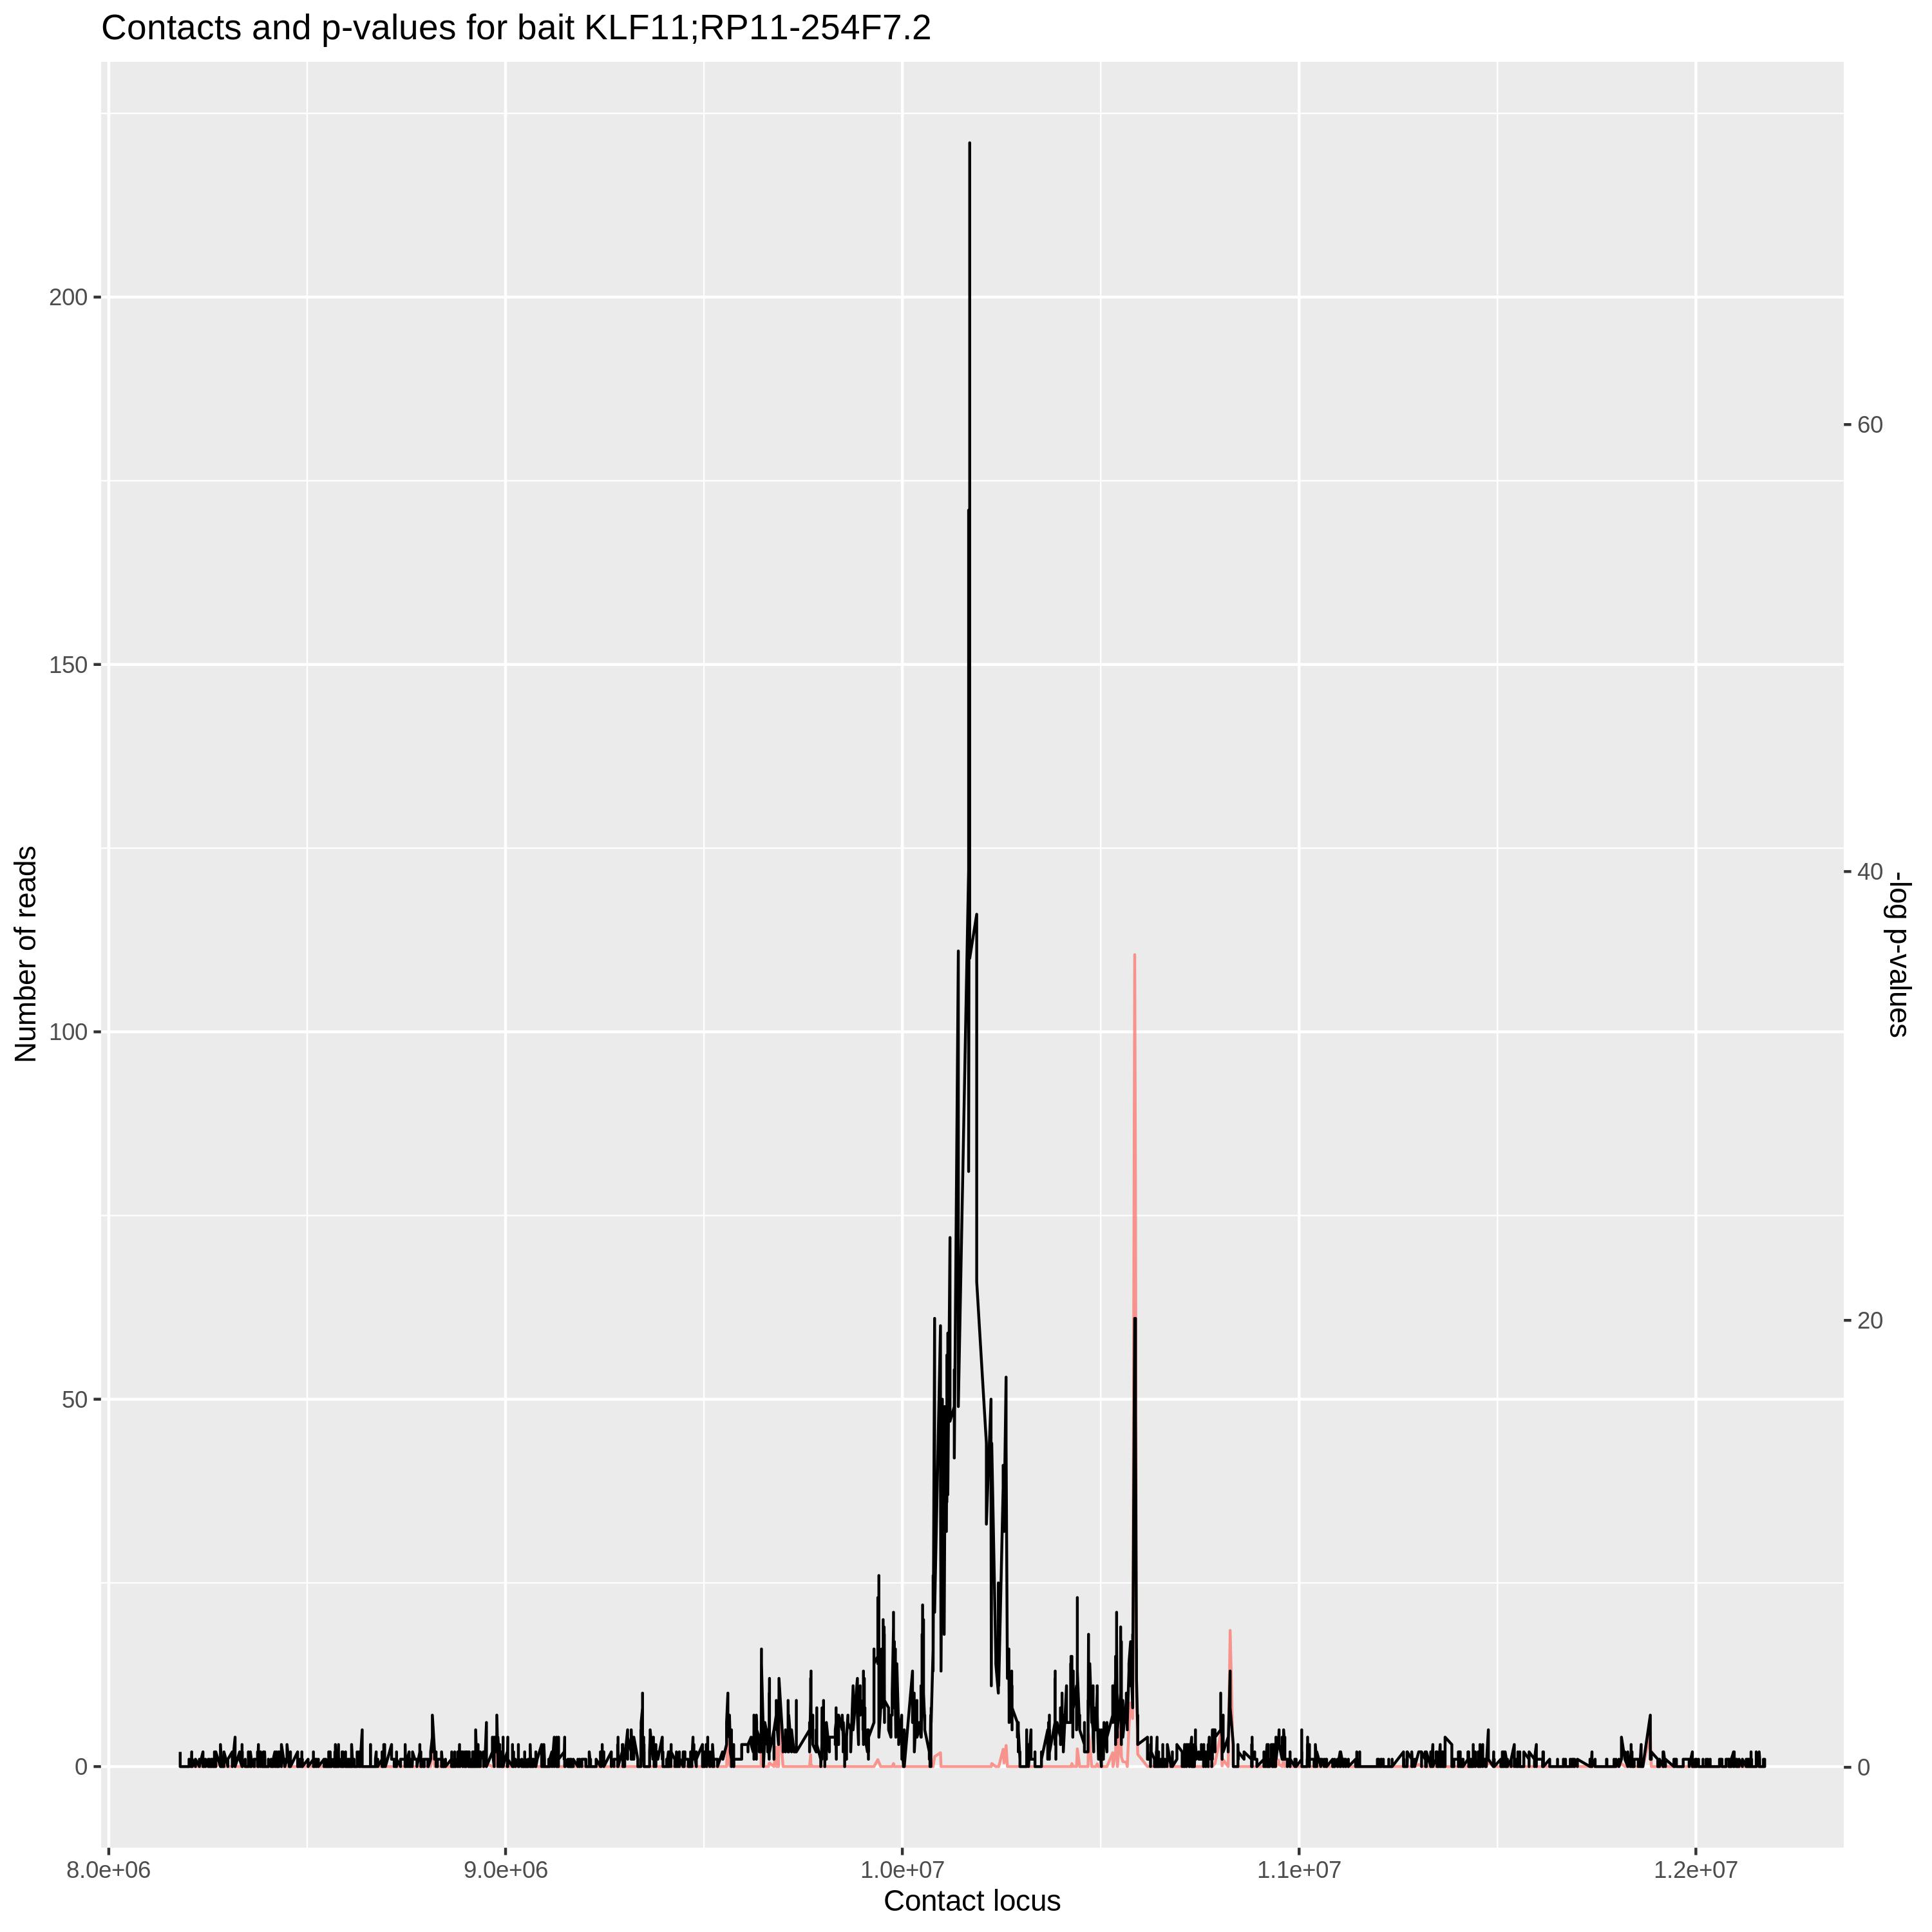 Contacts and p-values for bait KLF11;RP11-254F7.2
Number of reads
200
150
100
50
0
60
40
20
0
-log p-values
8.0e+06
9.0e+06
1.0e+07
1.1e+07
1.2e+07
Contact locus